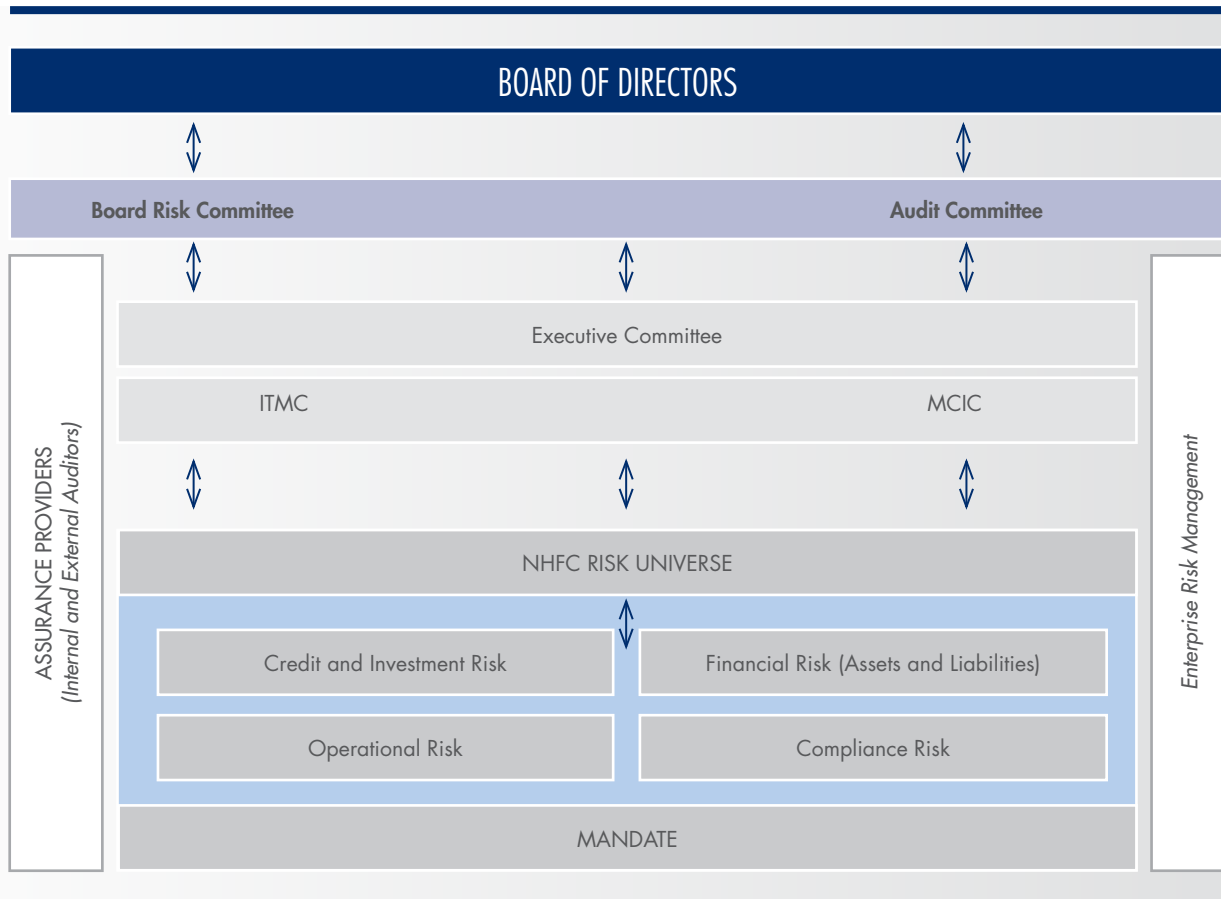 BOARD OF DIRECTORS
Board Risk Committee
Audit Committee
ASSURANCE PROVIDERS
(Internal and External Auditors)
Executive Committee
ITMC
MCIC
NHFC RISK UNIVERSE
Credit and Investment Risk
Financial Risk (Assets and Liabilities)
Operational Risk
Compliance Risk
MANDATE
Enterprise Risk Management